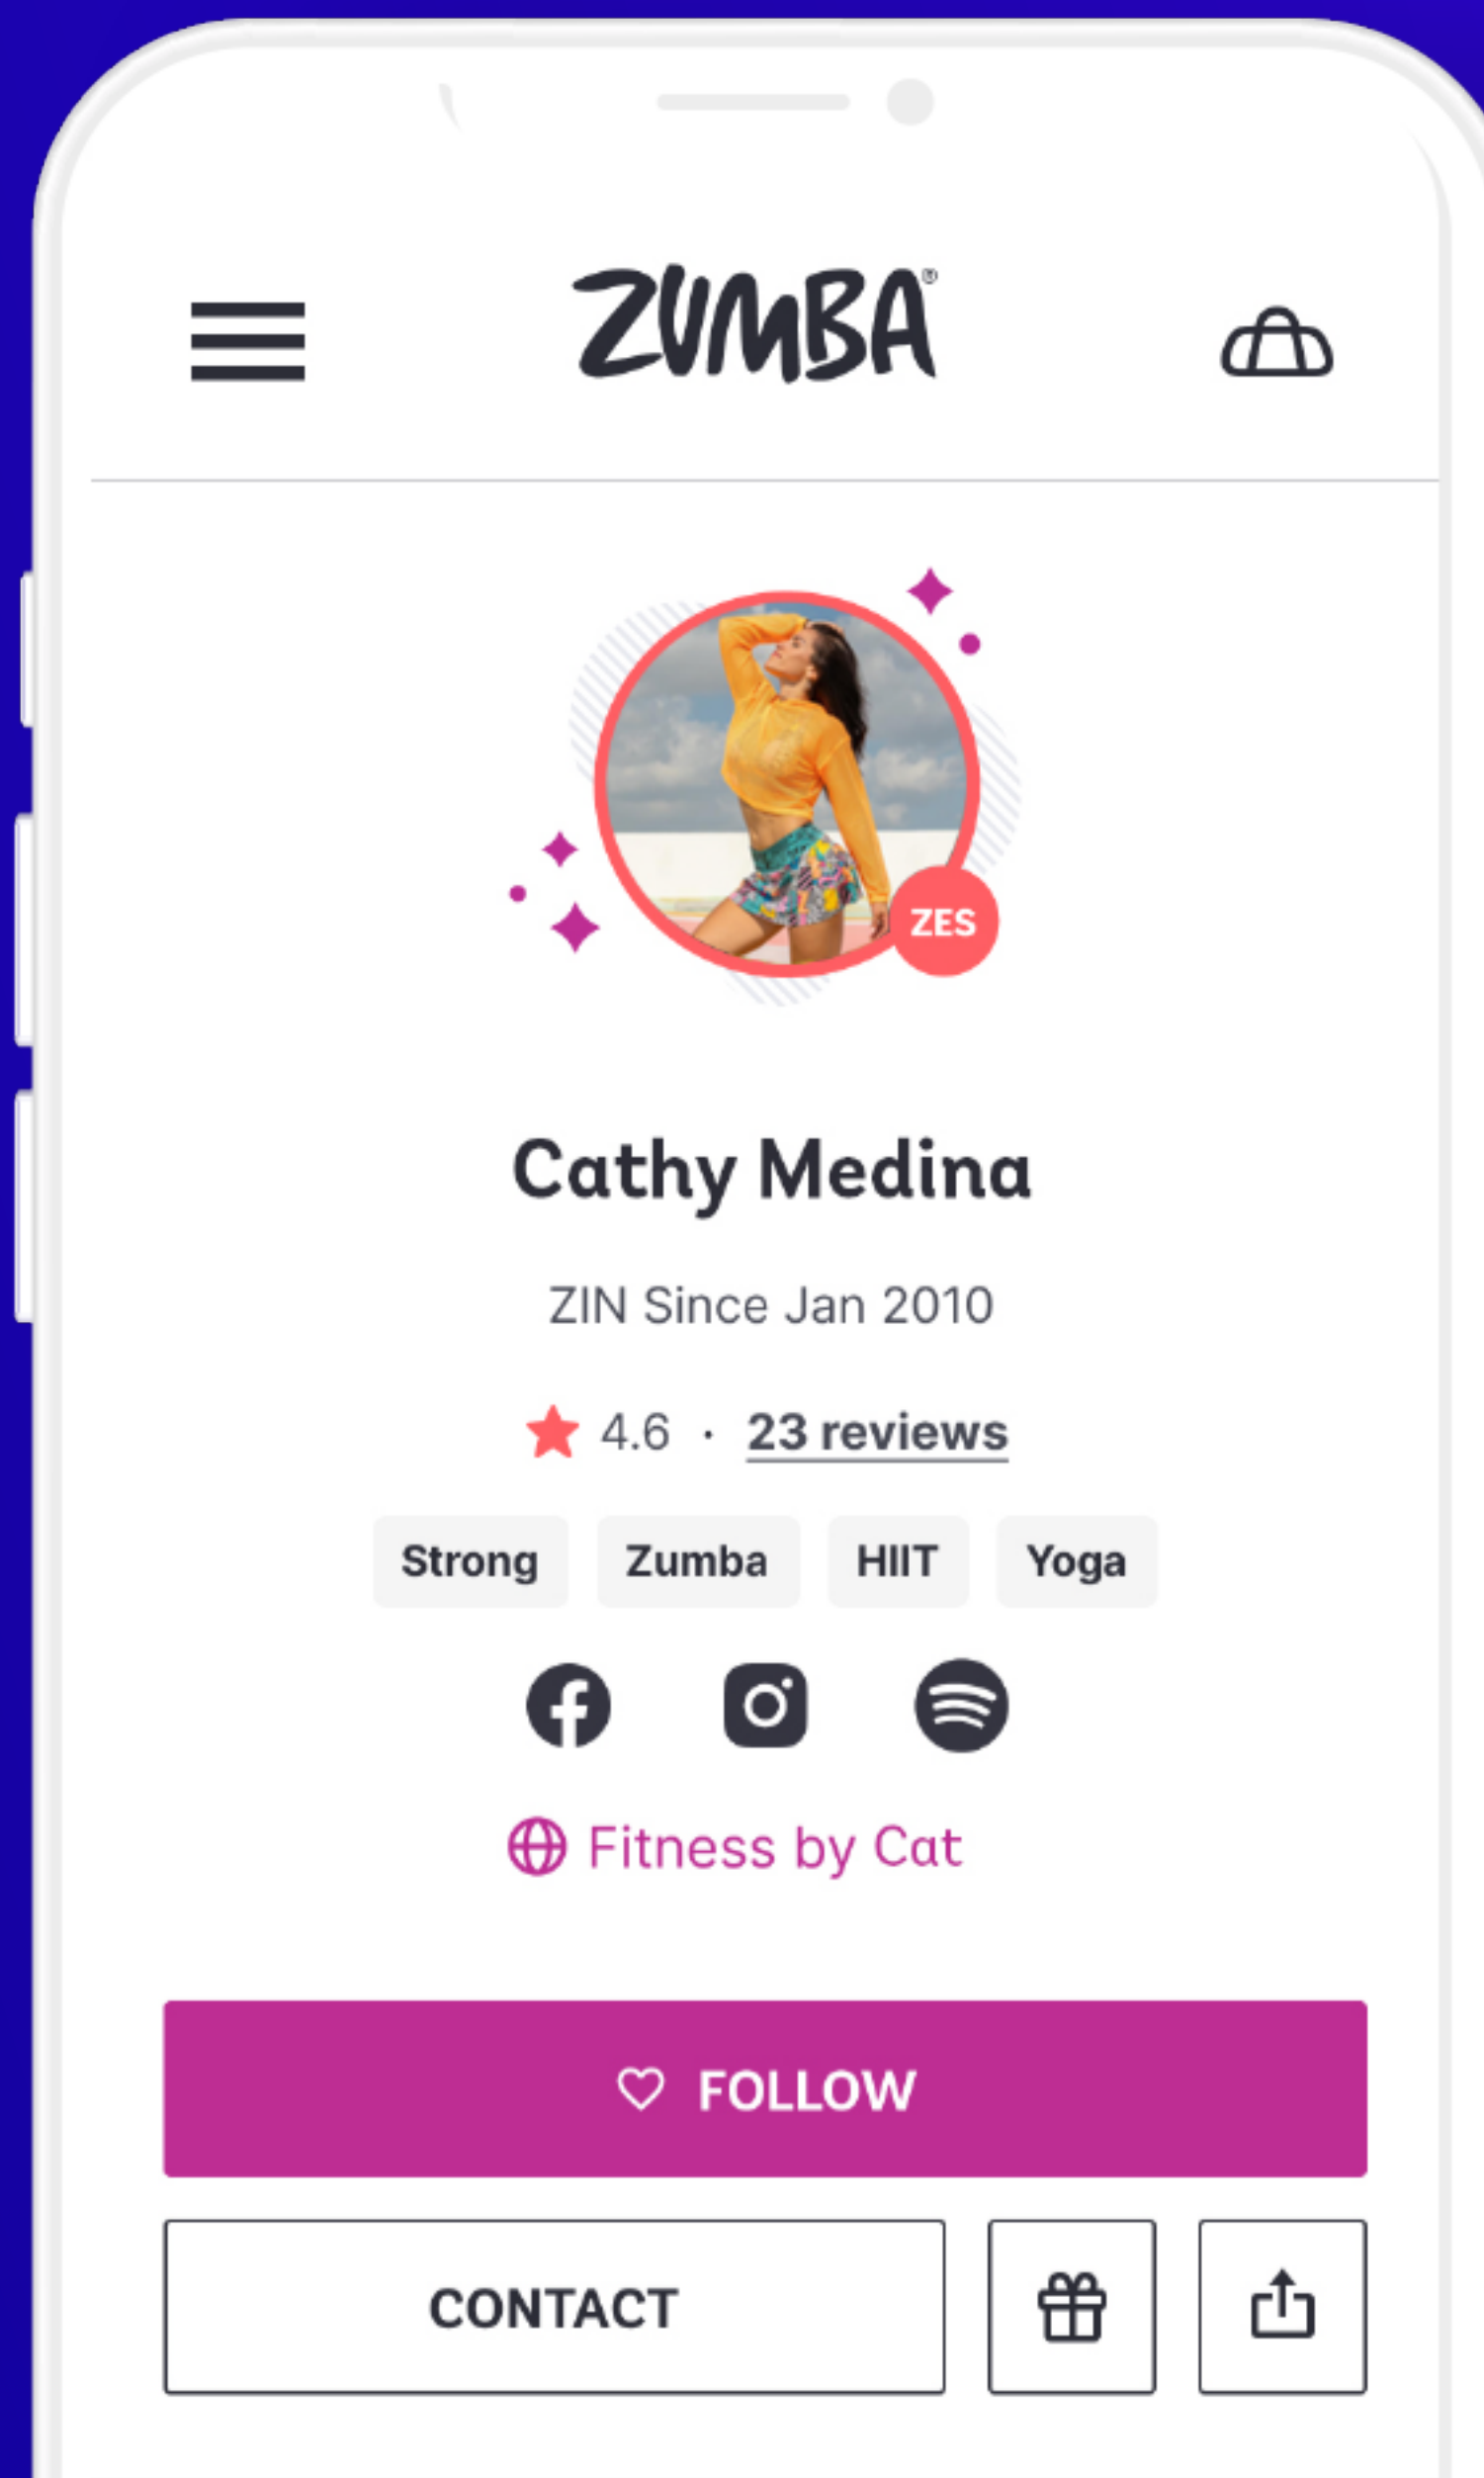 ZUMBA®
ZES
Cathy Medina
ZIN Since Jan 2010
4.6 · 23 reviews
Strong Zumba HIIT Yoga
Fitness by Cat
FOLLOW
CONTACT